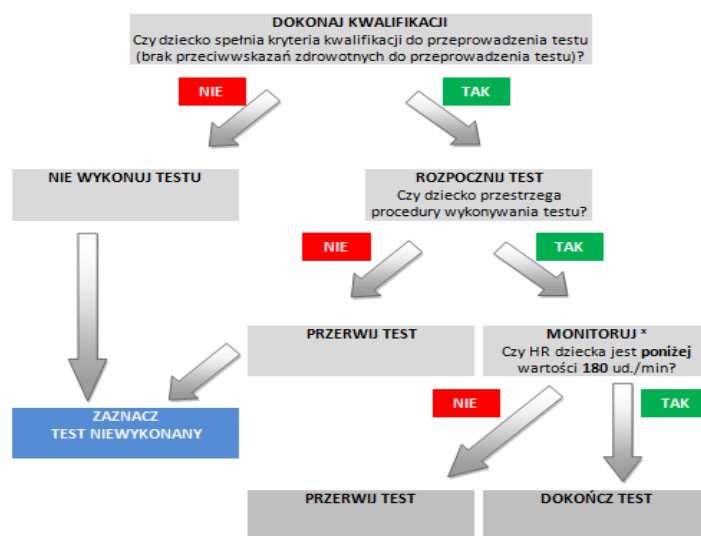 DOKONAJ KWALIFIKACJI
Czy dziecko spełnia kryteria kwalifikacji do przeprowadzenia testu
(brak przeciwwskazań zdrowotnych do przeprowadzenia testu)?
NIE
TAK
NIE WYKONUJ TESTU
ROZPOCZNIJ TEST
Czy dziecko przestrzega
procedury wykonywania testu?
NIE
TAK
PRZERWIJ TEST
MONITORUJ *
Czy HR dziecka jest poniżej
wartości 180 ud./min?
NIE
TAK
ZAZNACZ
TEST NIEWYKONANY
PRZERWIJ TEST
DOKOŃCZ TEST